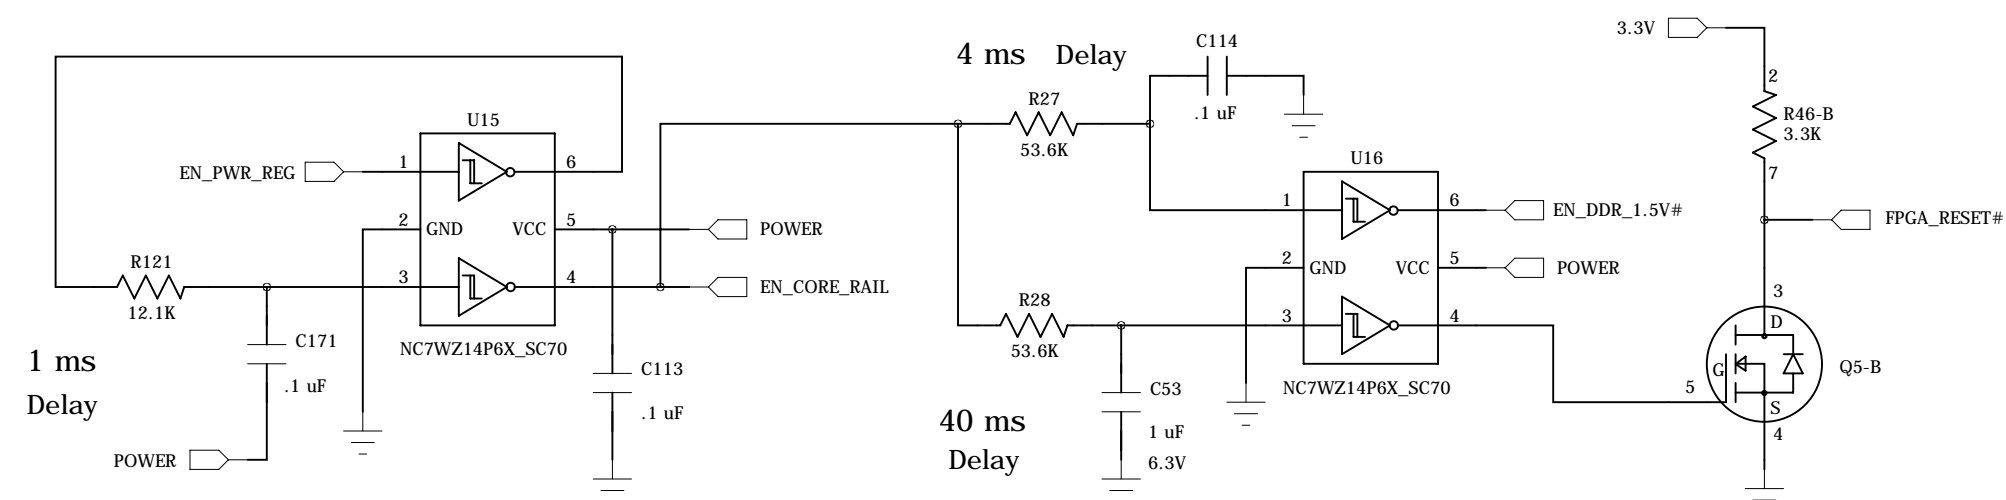 3.3V
C114
4 ms Delay
2
R27
.1 uF
R46-B
3.3K
U15
53.6K
U16
EN_PWR_REG
1
6
7
1
6
EN_DDR_1.5V#
FPGA_RESET#
2
GND
VCC
5
POWER
R121
2
GND
VCC
5
POWER
3
4
EN_CORE_RAIL
12.1K
R28
3
D
3
4
C171
NC7WZ14P6X_SC70
53.6K
1 ms
Delay
.1 uF
C113
.1 uF
C53
NC7WZ14P6X_SC70
G
Q5-B
5
S
40 ms
Delay
1 uF
6.3V
4
POWER